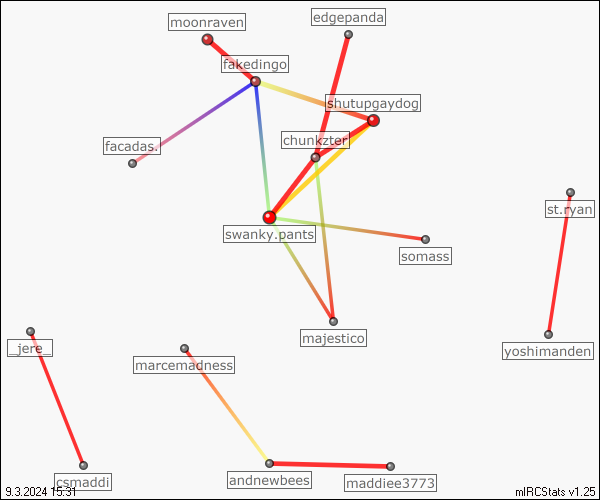 moonraven
edgepanda
fakedingo
shutupgaydog
chunkzter
facadas.
st.ryan
swanky.pants
somass
majestico
_jere_
yoshimanden
marcemadness
csmaddi
andnewbees
maddiee3773
9.3.2024 15:31
mIRCStats v1.25